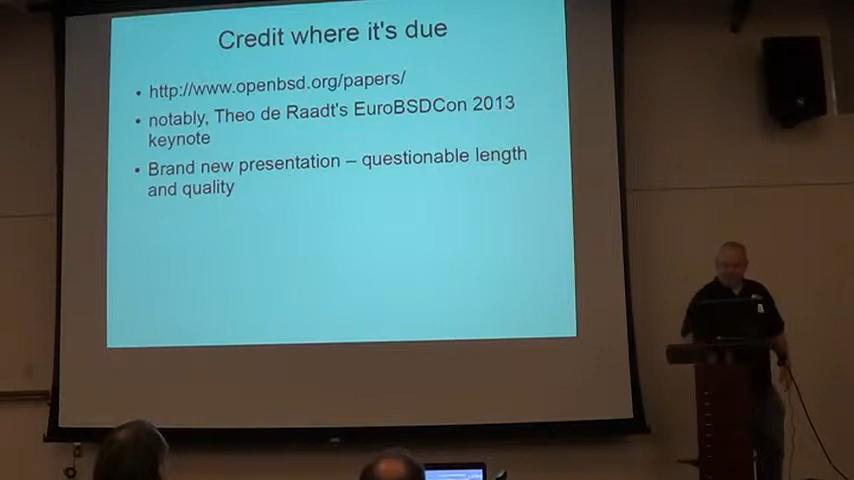 Credit where it's due
• http://www.openbsd.org/papers/
• notably, Theo de Raadt's EuroBSDCon 2013
keynote
• Brand new presentation – questionable length
and quality